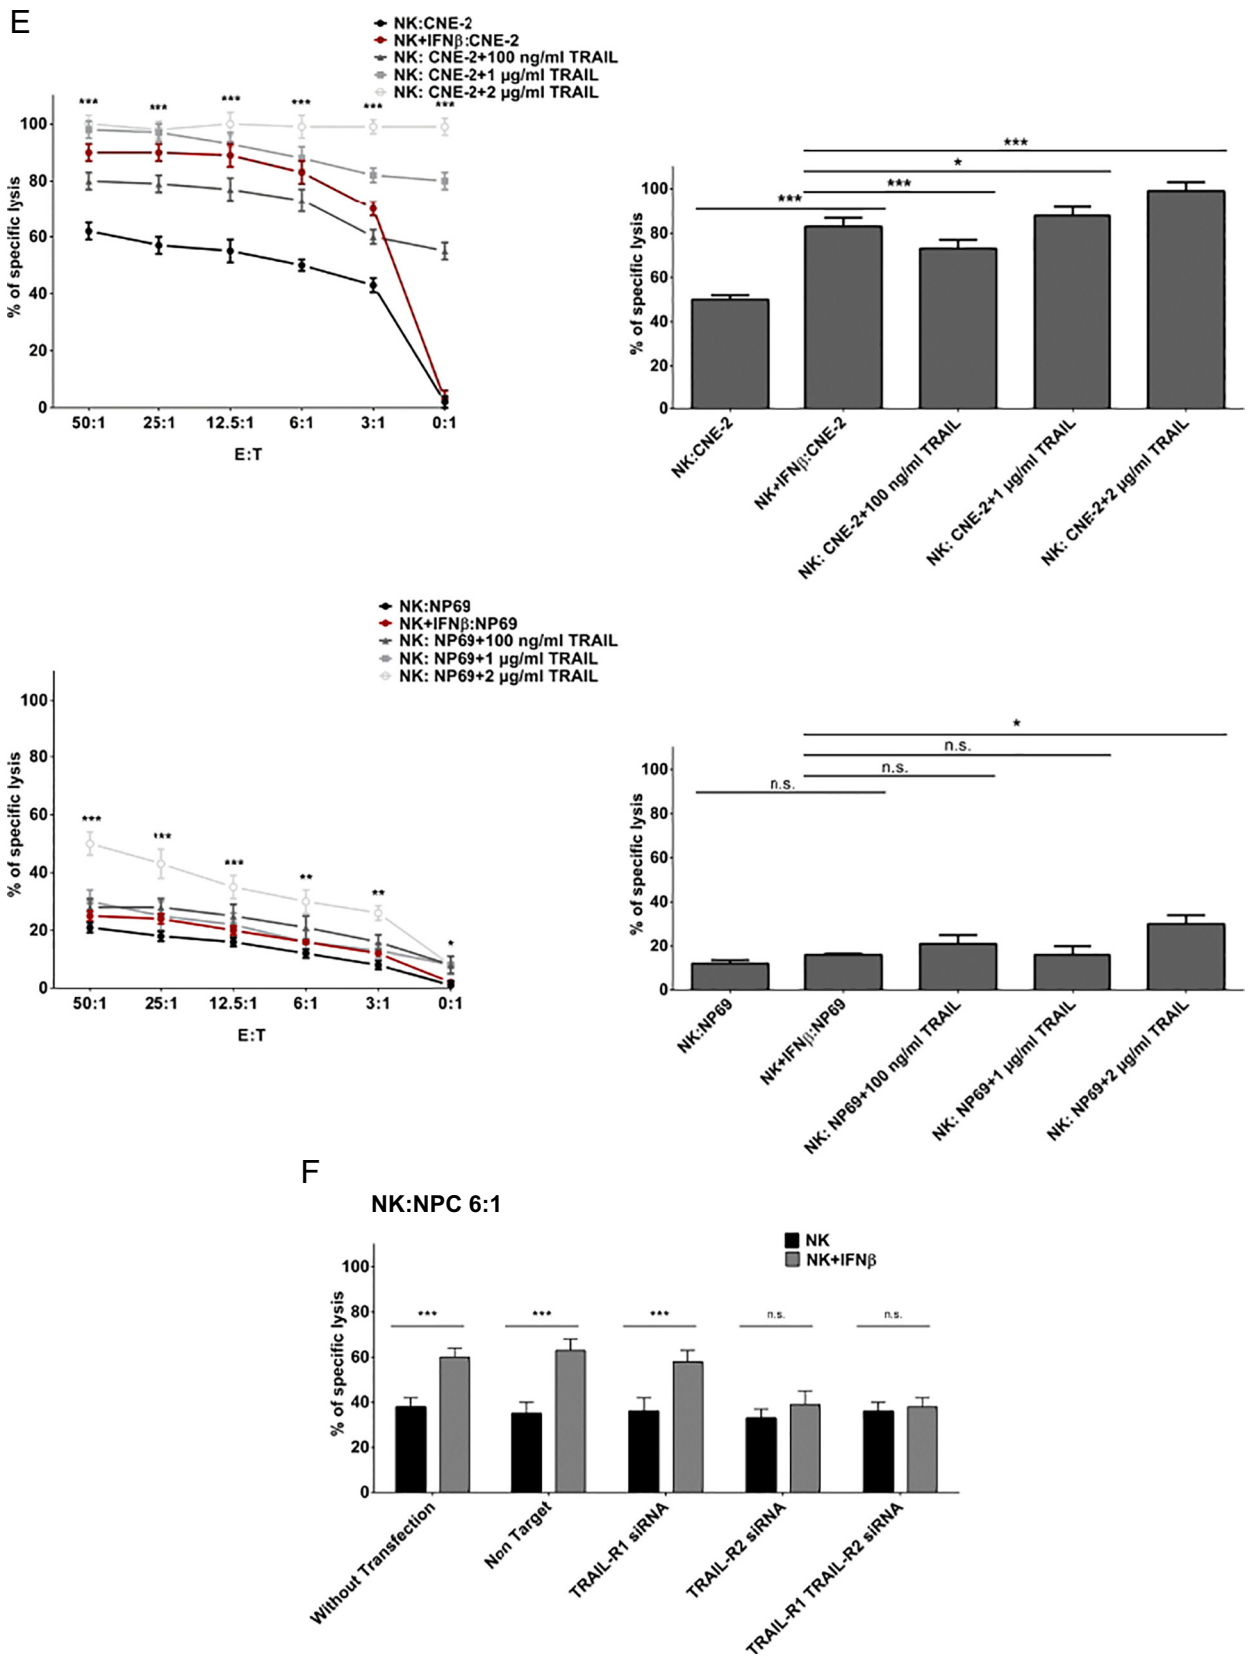 E
NK:CNE-2
NK+IFNβ:CNE-2
NK: CNE-2+100 ng/ml TRAIL
NK: CNE-2+1 µg/ml TRAIL
NK: CNE-2+2 µg/ml TRAIL
*** *** *** *** *** ***
100
80
60
40
20
0
% of specific lysis
50:1 25:1 12.5:1 6:1 3:1 0:1
E:T
***
*
***
***
100
80
60
40
20
0
% of specific lysis
NK:CNE-2
NK+IFNβ:CNE-2
NK: CNE-2+100 ng/ml TRAIL
NK: CNE-2+1 µg/ml TRAIL
NK: CNE-2+2 µg/ml TRAIL
NK:NP69
NK+IFNβ:NP69
NK: NP69+100 ng/ml TRAIL
NK: NP69+1 µg/ml TRAIL
NK: NP69+2 µg/ml TRAIL
*** *** *** ** ** *
100
80
60
40
20
0
% of specific lysis
50:1 25:1 12.5:1 6:1 3:1 0:1
E:T
*
n.s.
n.s.
n.s.
100
80
60
40
20
0
% of specific lysis
NK:NP69
NK+IFNβ:NP69
NK: NP69+100 ng/ml TRAIL
NK: NP69+1 µg/ml TRAIL
NK: NP69+2 µg/ml TRAIL
F
NK:NPC 6:1
NK
NK+IFNβ
*** *** *** n.s. n.s.
100
80
60
40
20
0
% of specific lysis
Without Transfection
Non Target
TRAIL-R1 siRNA
TRAIL-R2 siRNA
TRAIL-R1 TRAIL-R2 siRNA